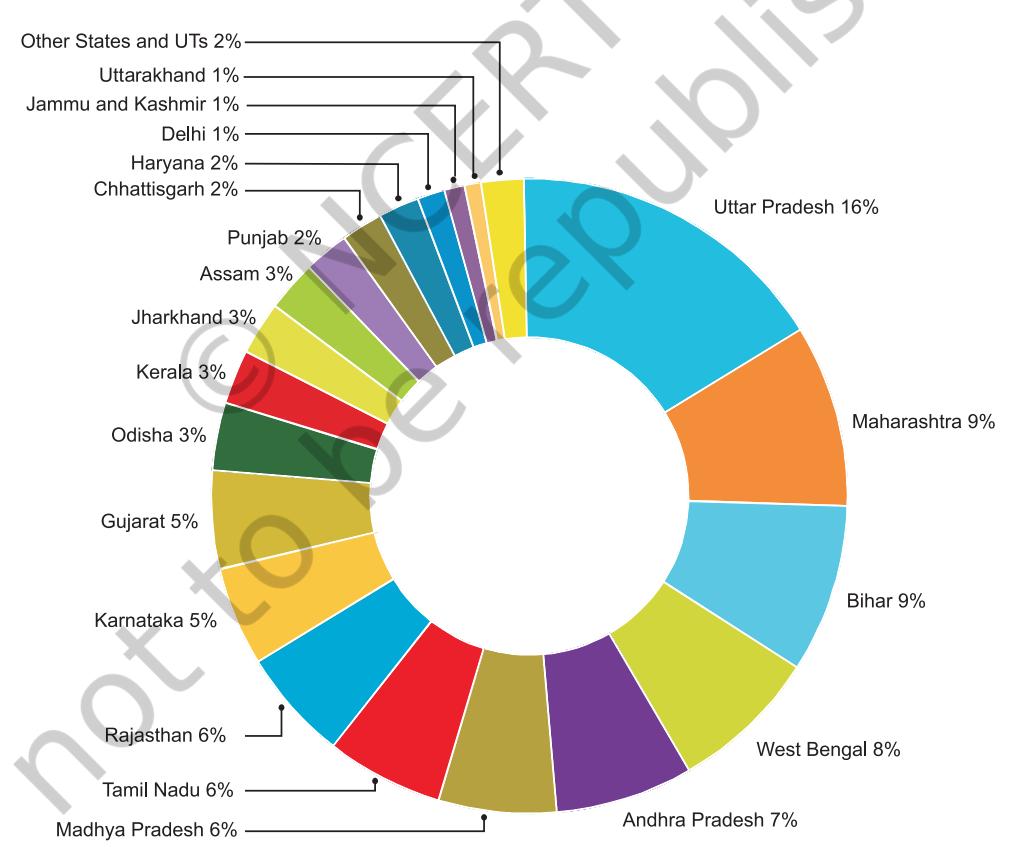 Other States and UTs 2%
Uttarakhand 1%
Jammu and Kashmir 1%
Delhi 1%
Haryana 2%
Chhattisgarh 2%
Punjab 2%
Assam 3%
Jharkhand 3%
Kerala 3%
Odisha 3%
Gujarat 5%
Karnataka 5%
Rajasthan 6%
Tamil Nadu 6%
Madhya Pradesh 6%
Uttar Pradesh 16%
Maharashtra 9%
Bihar 9%
West Bengal 8%
Andhra Pradesh 7%
© NCERT
not to be republis